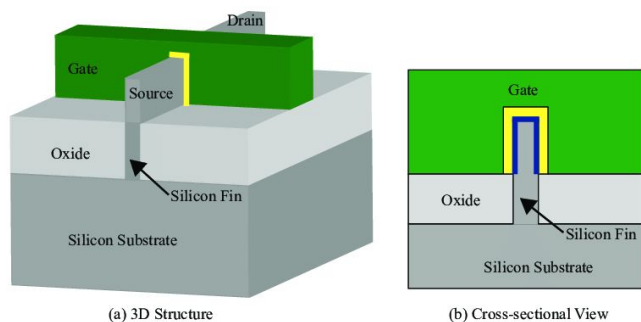 Drain
Gate
Source
Oxide
Silicon Fin
Silicon Substrate
(a) 3D Structure
Gate
Oxide
Silicon Fin
Silicon Substrate
(b) Cross-sectional View